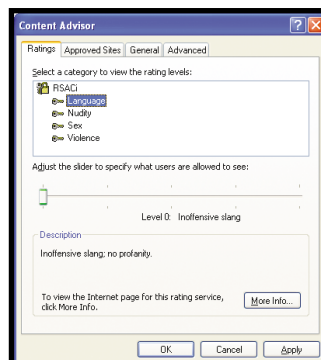 Content Advisor
Ratings Approved Sites General Advanced
Select a category to view the rating levels:
RSACi
Language
Nudity
Sex
Violence
Adjust the slider to specify what users are allowed to see:
Level 0: Inoffensive slang
Description
Inoffensive slang; no profanity.
To view the Internet page for this rating service,
click More Info.
More Info...
OK Cancel Apply